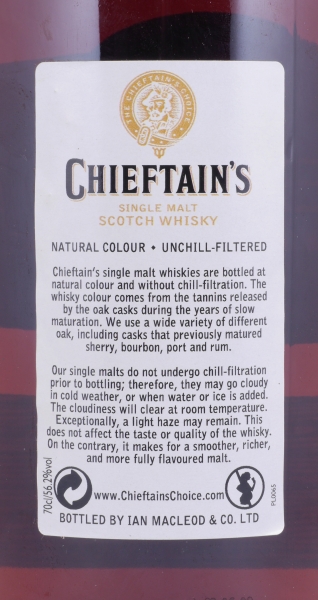 THE CHIEFTAIN'S CHOICE
CHIEFTAIN'S
SINGLE MALT
SCOTCH WHISKY
NATURAL COLOUR • UNCHILL-FILTERED
Chieftain's single malt whiskies are bottled at
natural colour and without chill-filtration. The
whisky colour comes from the tannins released
by the oak casks during the years of slow
maturation. We use a wide variety of different
oak, including casks that previously matured
sherry, bourbon, port and rum.
Our single malts do not undergo chill-filtration
prior to bottling; therefore, they may go cloudy
in cold weather, or when water or ice is added.
The cloudiness will clear at room temperature.
Exceptionally, a light haze may remain. This
does not affect the taste or quality of the whisky.
On the contrary, it makes for a smoother, richer,
and more fully flavoured malt.
70cl/56.2%vol
www.ChieftainsChoice.com
PL0065
BOTTLED BY IAN MACLEOD & CO. LTD